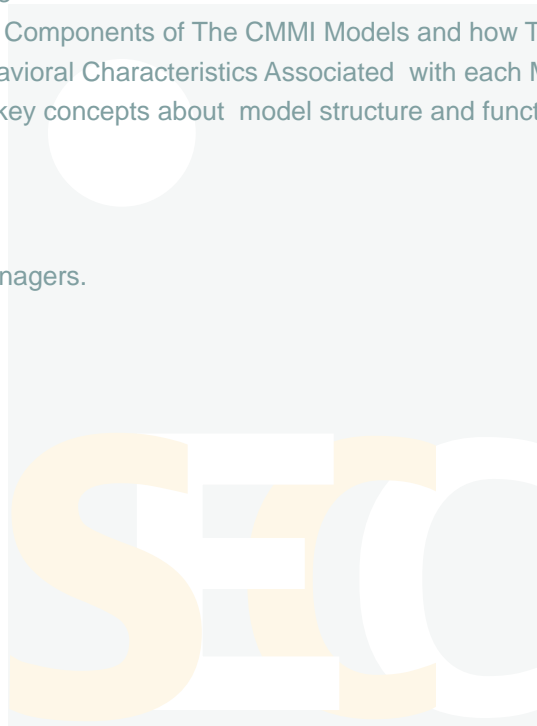 Components of The CMMI Models and how
avioral Characteristics Associated with each
key concepts about model structure and
nagers.
SECC